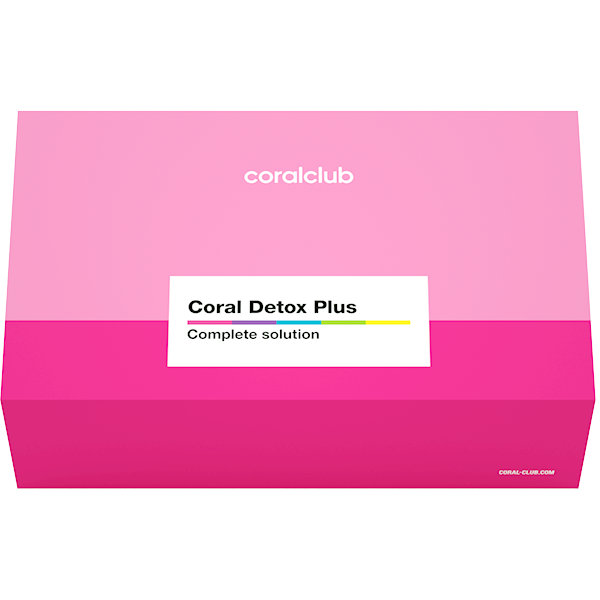 coralclub
Coral Detox Plus
Complete solution
CORAL-CLUB.COM